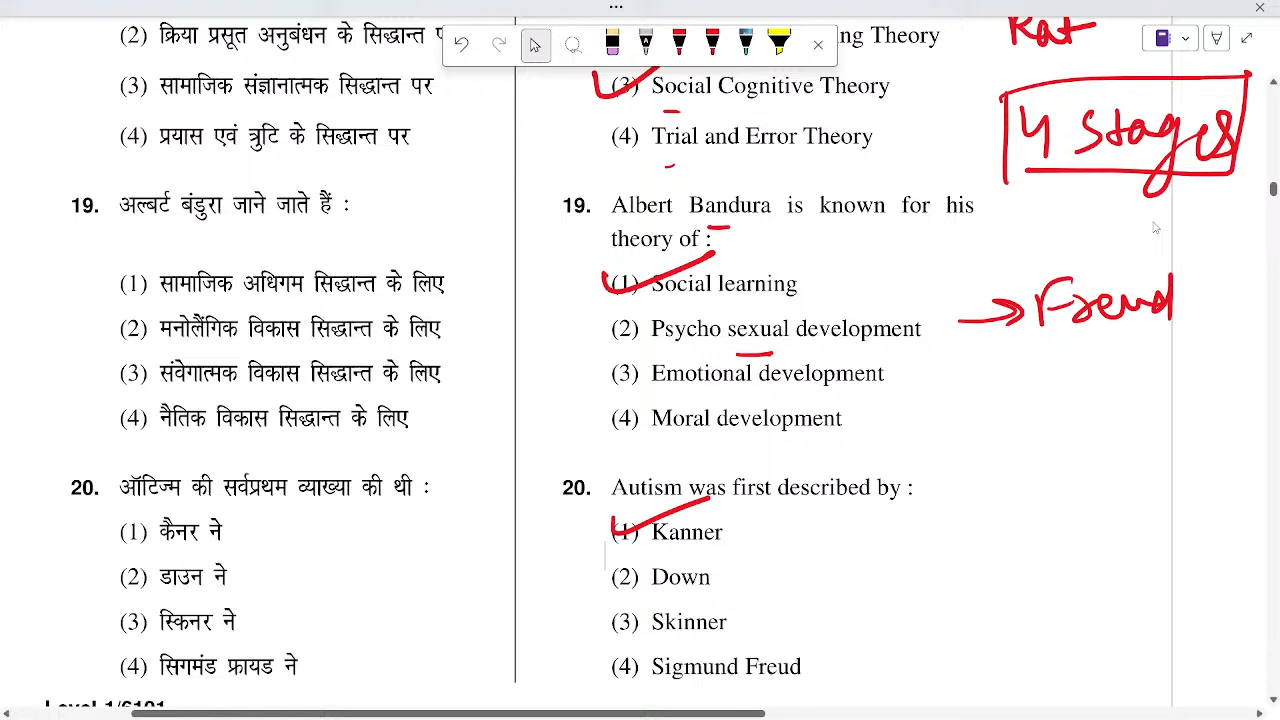 (2) क्रिया प्रसूत अनुबंधन के सिद्धान्त
(3) सामाजिक संज्ञानात्मक सिद्धान्त पर
(4) प्रयास एवं त्रुटि के सिद्धान्त पर
19. अल्बर्ट बंडुरा जाने जाते हैं :
(1) सामाजिक अधिगम सिद्धान्त के लिए
(2) मनोलैंगिक विकास सिद्धान्त के लिए
(3) संवेगात्मक विकास सिद्धान्त के लिए
(4) नैतिक विकास सिद्धान्त के लिए
20. ऑटिज्म की सर्वप्रथम व्याख्या की थी :
(1) कैनर ने
(2) डाउन ने
(3) स्किनर ने
(4) सिगमंड फ्रायड ने
Theory
(3) Social Cognitive Theory
(4) Trial and Error Theory
19. Albert Bandura is known for his
theory of :
(1) Social learning
(2) Psycho sexual development
(3) Emotional development
(4) Moral development
20. Autism was first described by :
(1) Kanner
(2) Down
(3) Skinner
(4) Sigmund Freud
Rat
4 stages
Freud